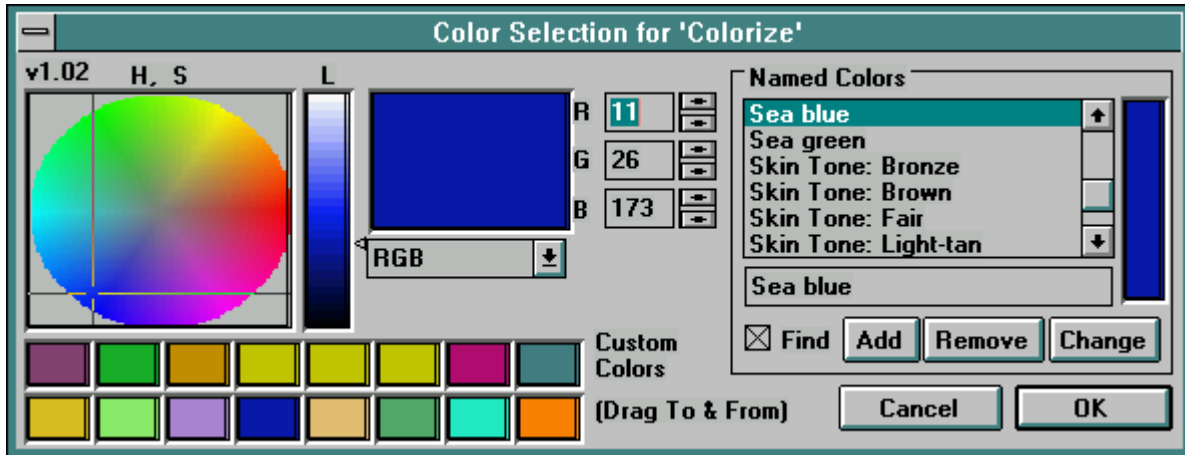 Color Selection for 'Colorize'
v1.02 H, S L
R 11
G 26
B 173
RGB
Custom
Colors
(Drag To & From)
Named Colors
Sea blue
Sea green
Skin Tone: Bronze
Skin Tone: Brown
Skin Tone: Fair
Skin Tone: Light-tan
Sea blue
Find Add Remove Change
Cancel OK